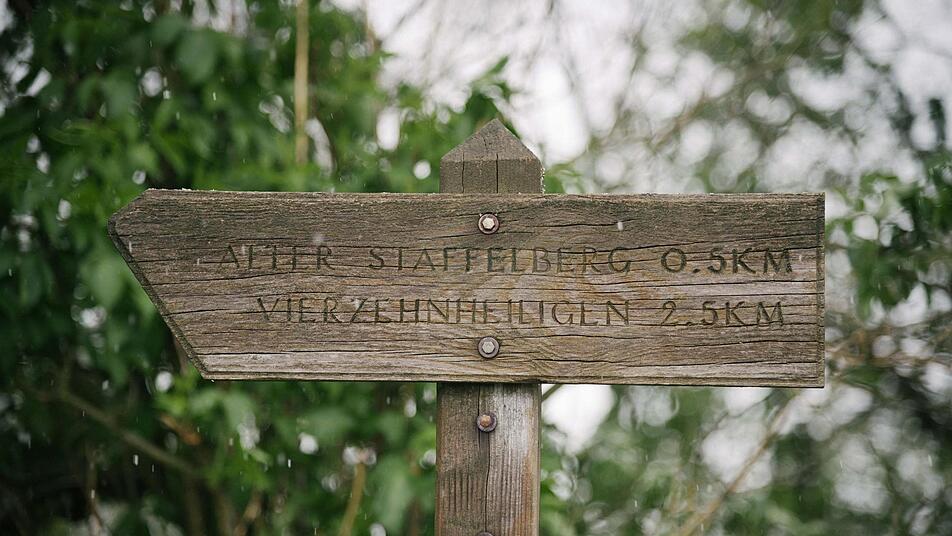 ALTER STAFFELBERG 0.5KM
VIERZEHNHEILIGEN 2.5KM